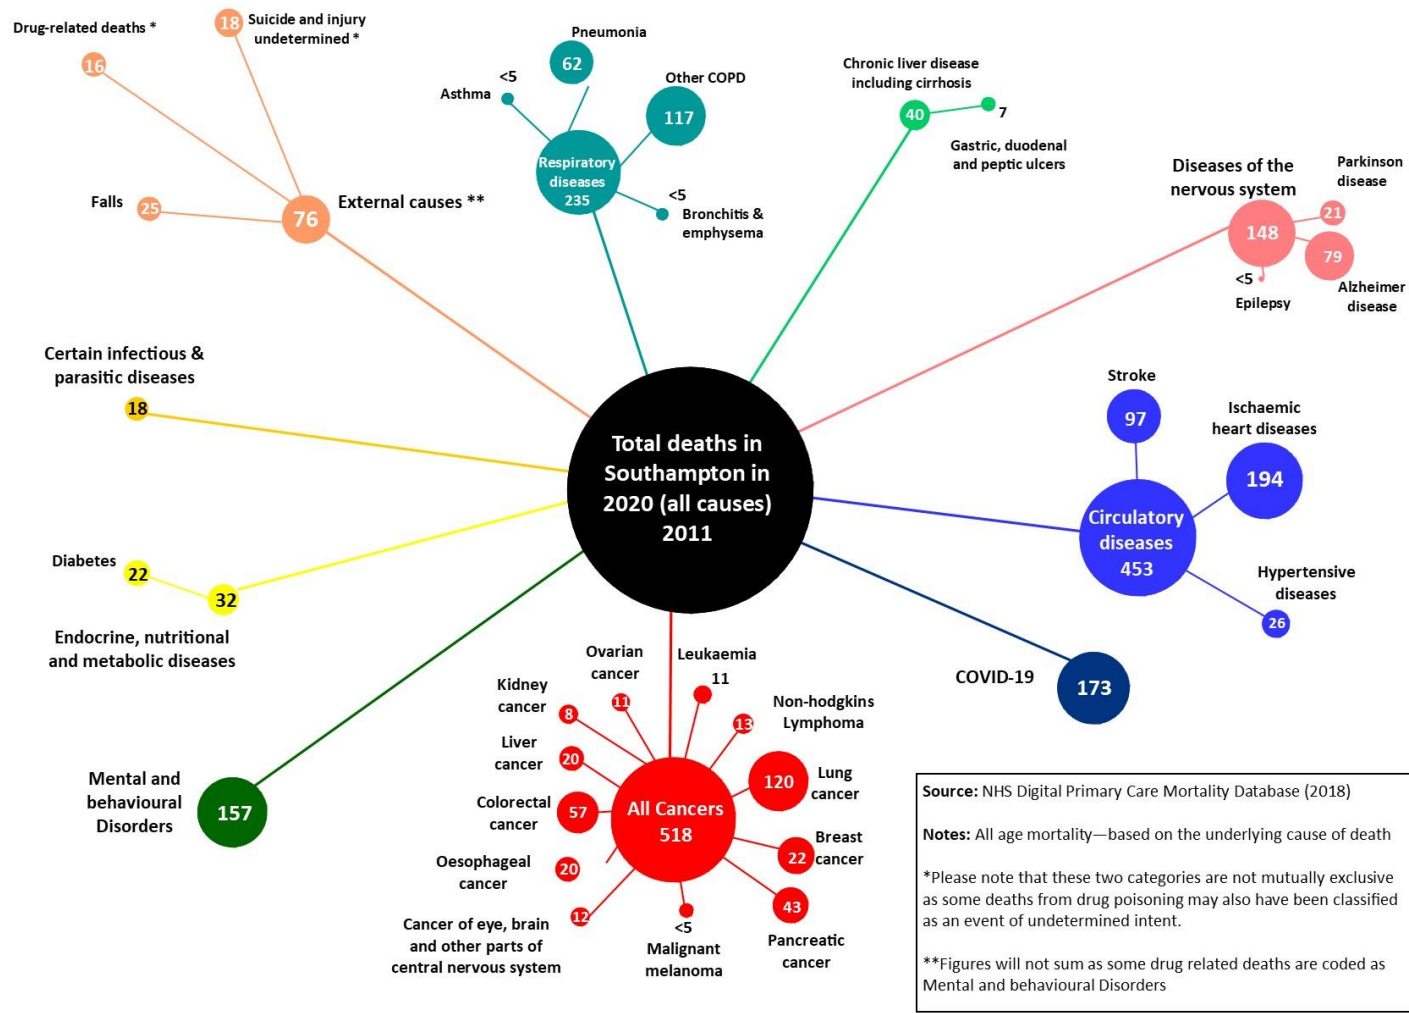 Drug-related deaths *
16
18
Suicide and injury
undetermined *
Falls
25
76
External causes **
Pneumonia
62
<5
Asthma
Other COPD
117
Respiratory
diseases
235
<5
Bronchitis &
emphysema
Chronic liver disease
including cirrhosis
40
7
Gastric, duodenal
and peptic ulcers
Diseases of the
nervous system
148
Parkinson
disease
21
79
Alzheimer
disease
<5
Epilepsy
Certain infectious &
parasitic diseases
18
Total deaths in
Southampton in
2020 (all causes)
2011
Stroke
97
Ischaemic
heart diseases
194
Circulatory
diseases
453
Hypertensive
diseases
26
Diabetes
22
32
Endocrine, nutritional
and metabolic diseases
COVID-19
173
Mental and
behavioural
Disorders
157
Ovarian
cancer
11
Leukaemia
11
Kidney
cancer
8
Non-hodgkins
Lymphoma
13
Liver
cancer
20
Lung
cancer
120
Colorectal
cancer
57
All Cancers
518
Breast
cancer
22
Oesophageal
cancer
20
43
Pancreatic
cancer
Cancer of eye, brain
and other parts of
central nervous system
12
<5
Malignant
melanoma
Source: NHS Digital Primary Care Mortality Database (2018)
Notes: All age mortality—based on the underlying cause of death
*Please note that these two categories are not mutually exclusive
as some deaths from drug poisoning may also have been classified
as an event of undetermined intent.
**Figures will not sum as some drug related deaths are coded as
Mental and behavioural Disorders